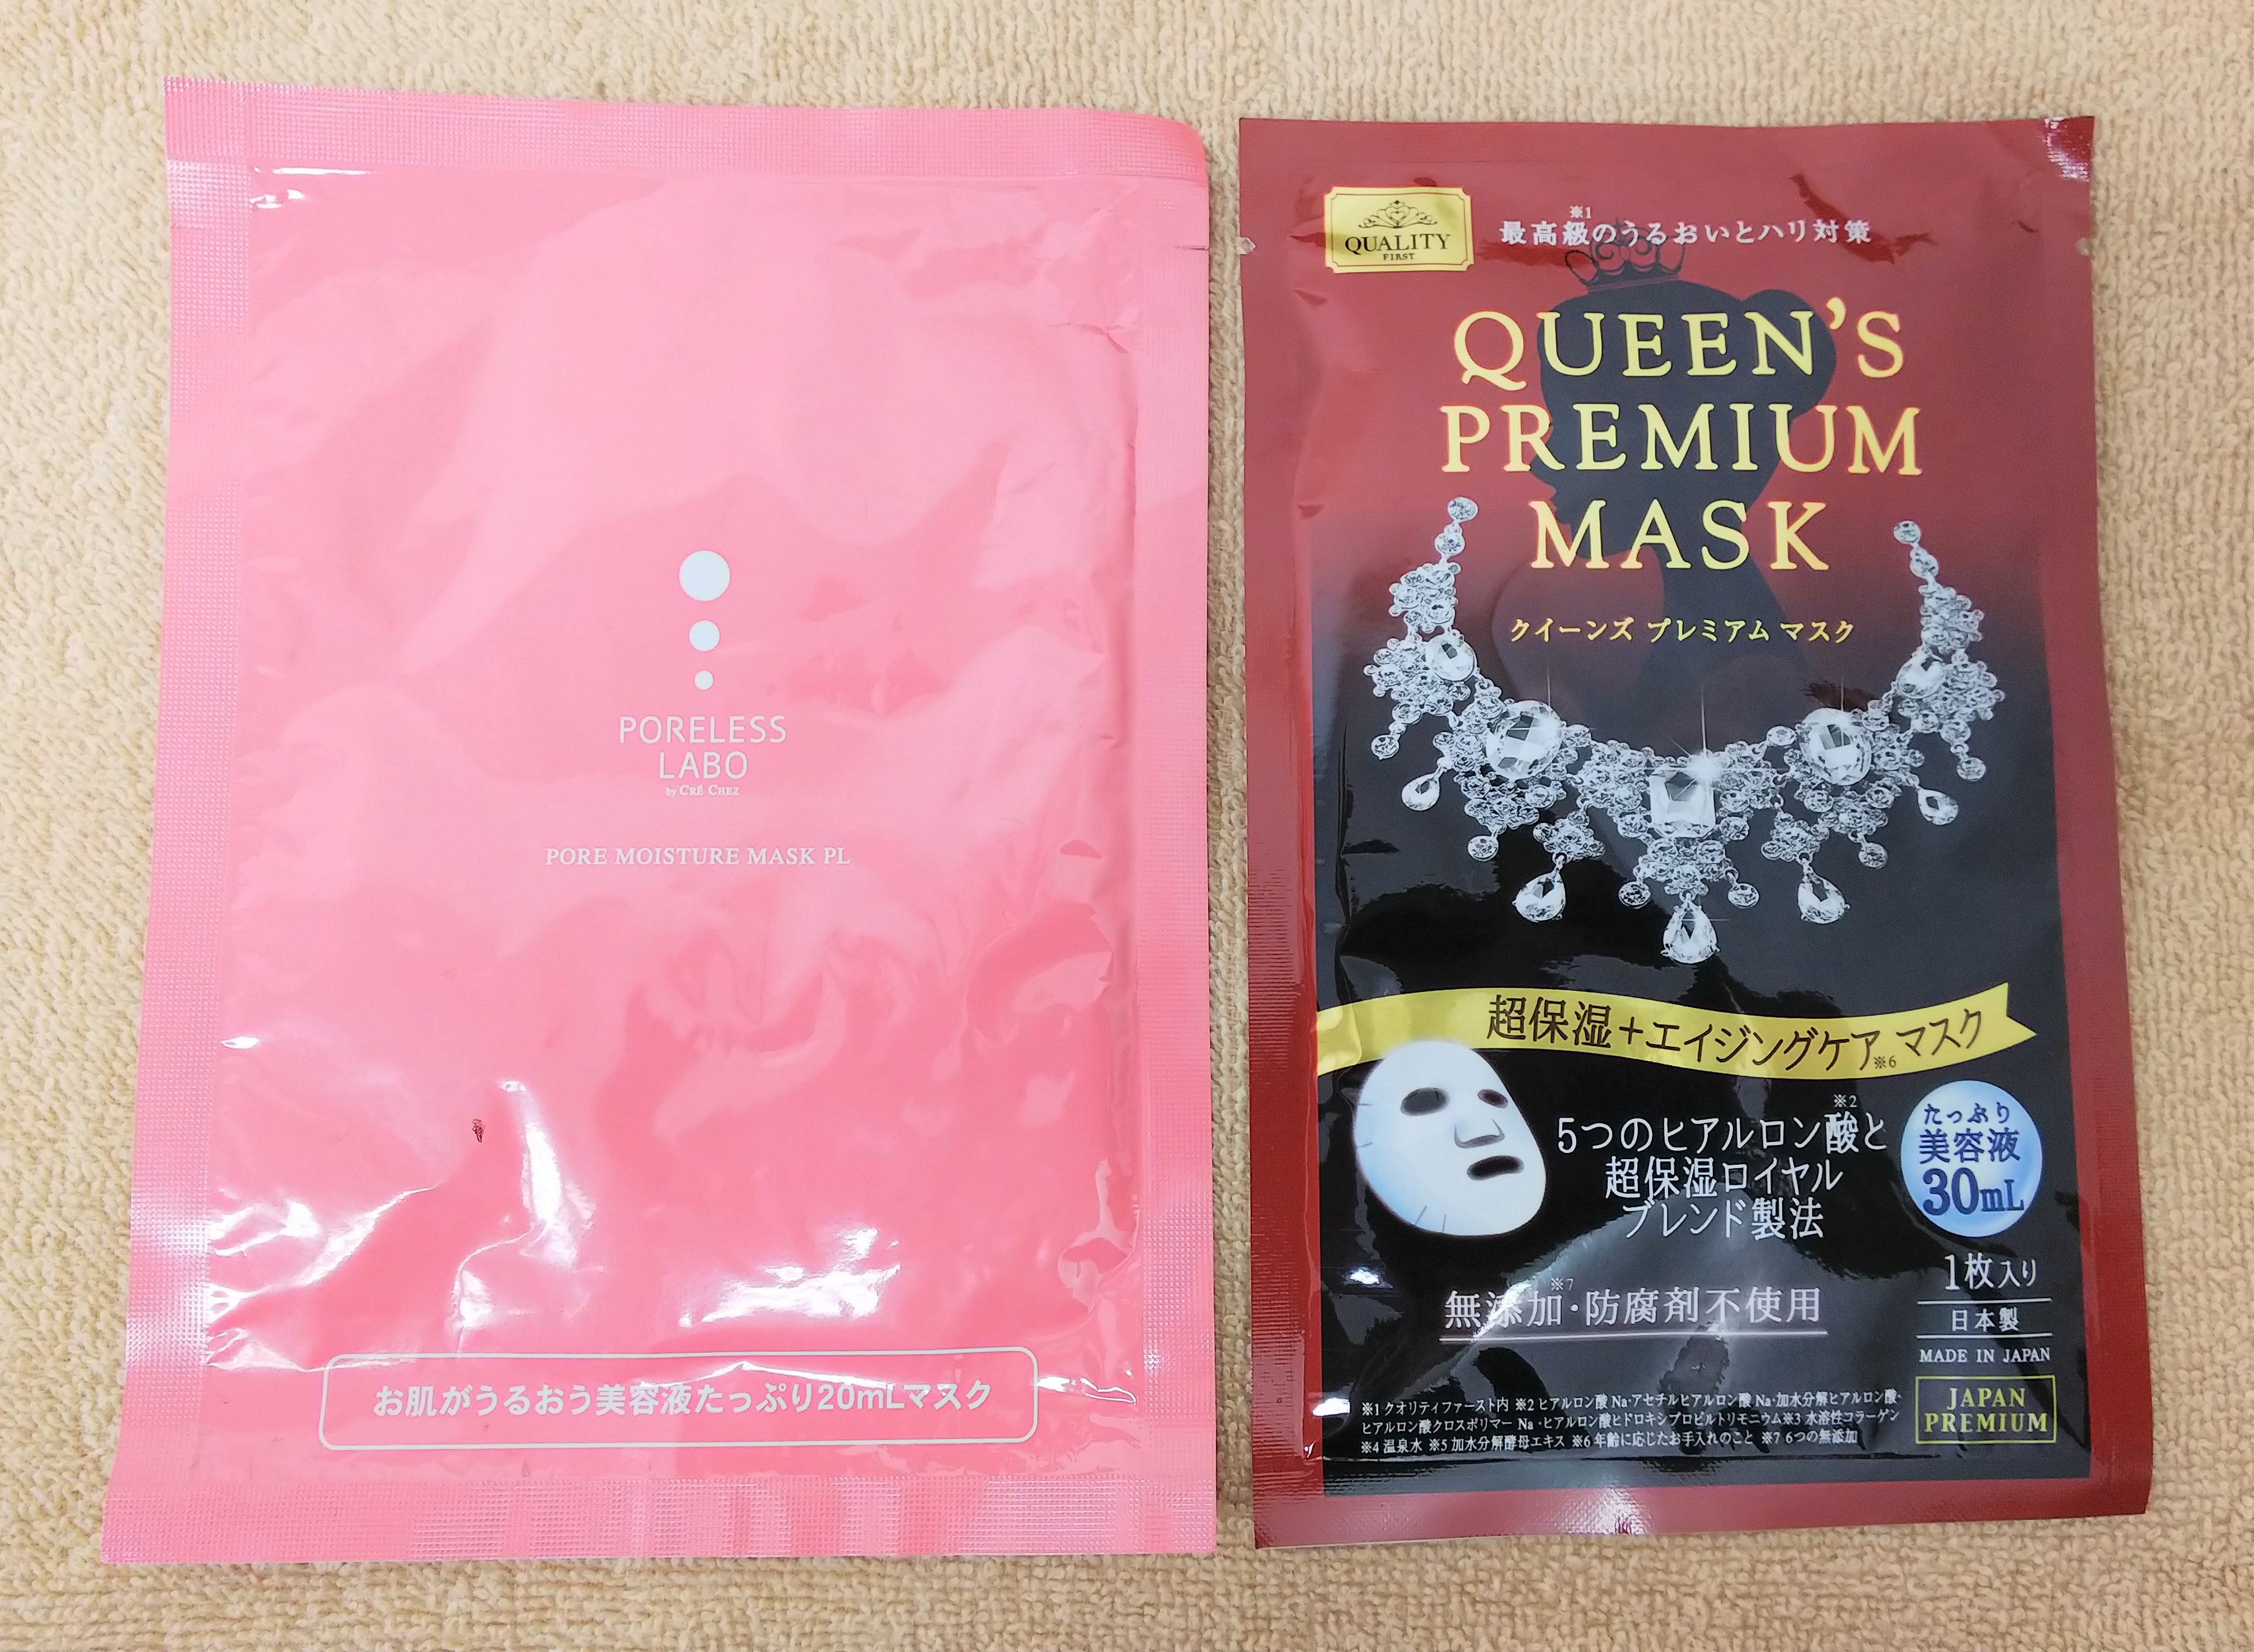 PORELESS
LABO
by CRÉ CHEZ
PORE MOISTURE MASK PL
お肌がうるおう美容液たっぷり20mLマスク
QUALITY
FIRST
※1
最高級のうるおいとハリ対策
QUEEN'S
PREMIUM
MASK
クイーンズ プレミアム マスク
超保湿+エイジングケア※6 マスク
※2
5つのヒアルロン酸と
超保湿ロイヤル
ブレンド製法
たっぷり
美容液
30mL
※7
無添加・防腐剤不使用
1枚入り
日本製
MADE IN JAPAN
JAPAN
PREMIUM
※1 クオリティファースト内 ※2 ヒアルロン酸 Na・アセチルヒアルロン酸 Na・加水分解ヒアルロン酸・
ヒアルロン酸クロスポリマー Na・ヒアルロン酸ヒドロキシプロピルトリモニウム※3 水溶性コラーゲン
※4 温泉水 ※5 加水分解酵母エキス ※6 年齢に応じたお手入れのこと ※7 6つの無添加